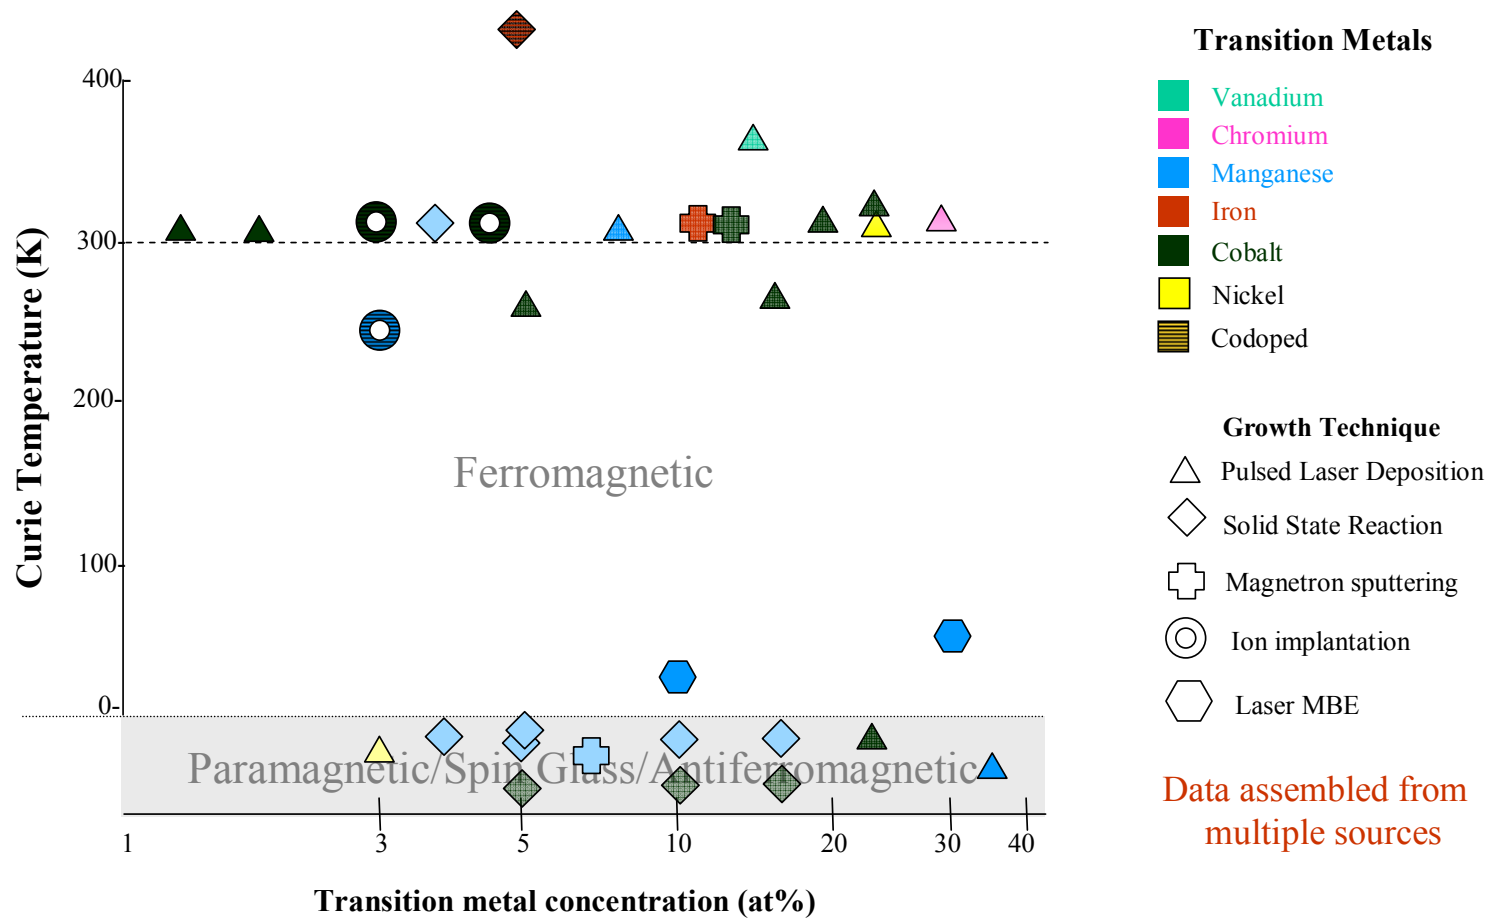 400
300
200
100
0
Curie Temperature (K)
Ferromagnetic
Paramagnetic/Spin Glass/Antiferromagnetic
1 3 5 10 20 30 40
Transition metal concentration (at%)
Transition Metals
Vanadium
Chromium
Manganese
Iron
Cobalt
Nickel
Codoped
Growth Technique
Pulsed Laser Deposition
Solid State Reaction
Magnetron sputtering
Ion implantation
Laser MBE
Data assembled from
multiple sources